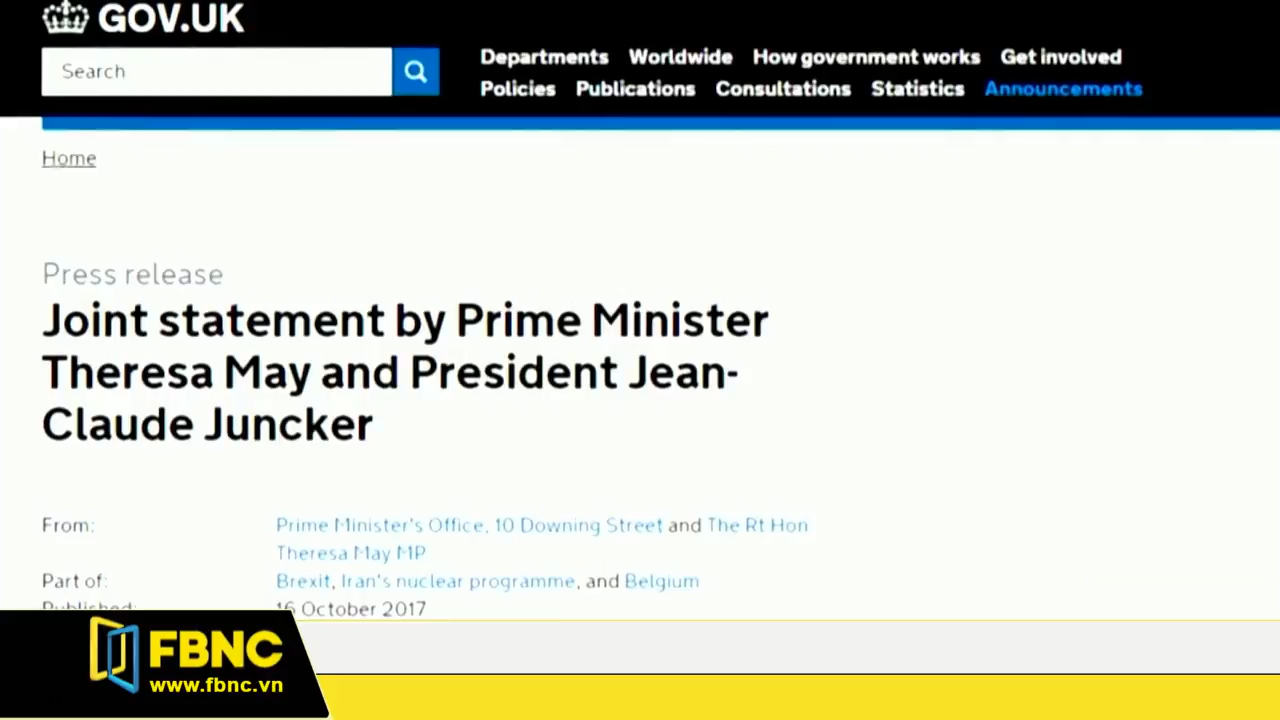 GOV.UK
Search
Departments Worldwide How government works Get involved
Policies Publications Consultations Statistics Announcements
Home
Press release
Joint statement by Prime Minister
Theresa May and President Jean-
Claude Juncker
From: Prime Minister's Office, 10 Downing Street and The Rt Hon
Theresa May MP
Part of: Brexit, Iran's nuclear programme, and Belgium
Published: 16 October 2017
FBNC
www.fbnc.vn